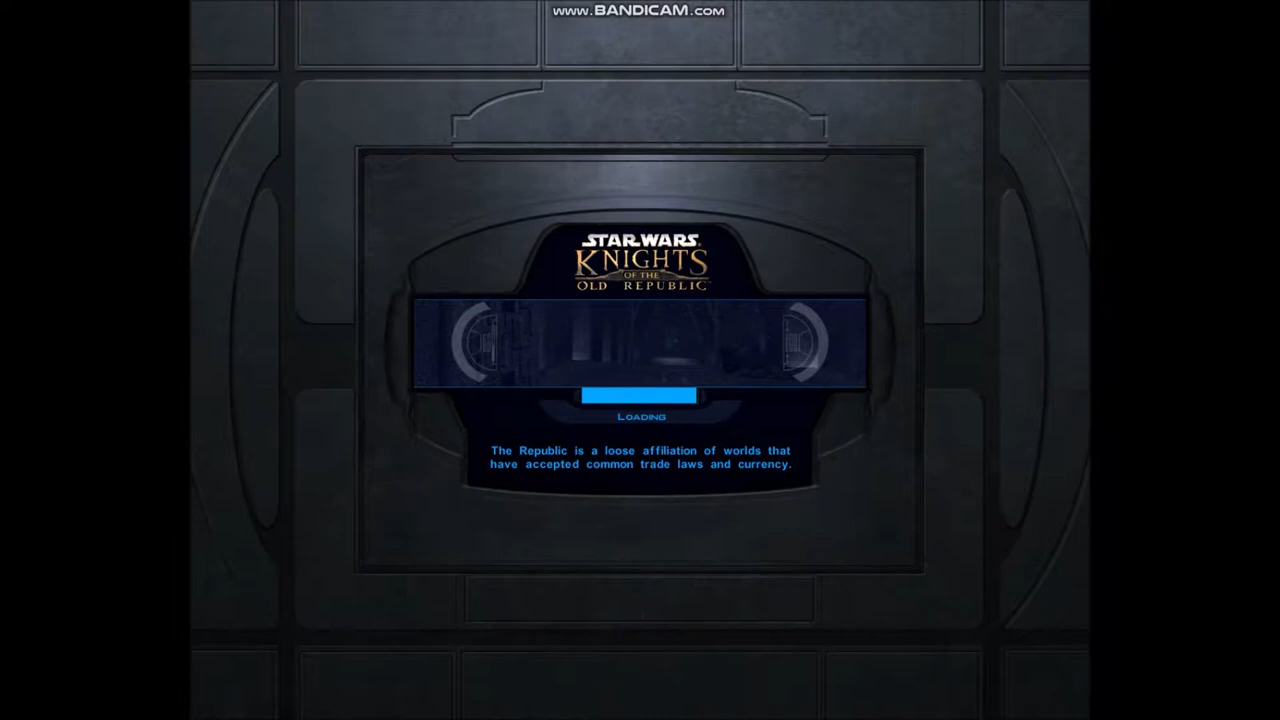 www.BANDICAM.com
STAR WARS
KNIGHTS
OF THE
OLD REPUBLIC
LOADING
The Republic is a loose affiliation of worlds that
have accepted common trade laws and currency.